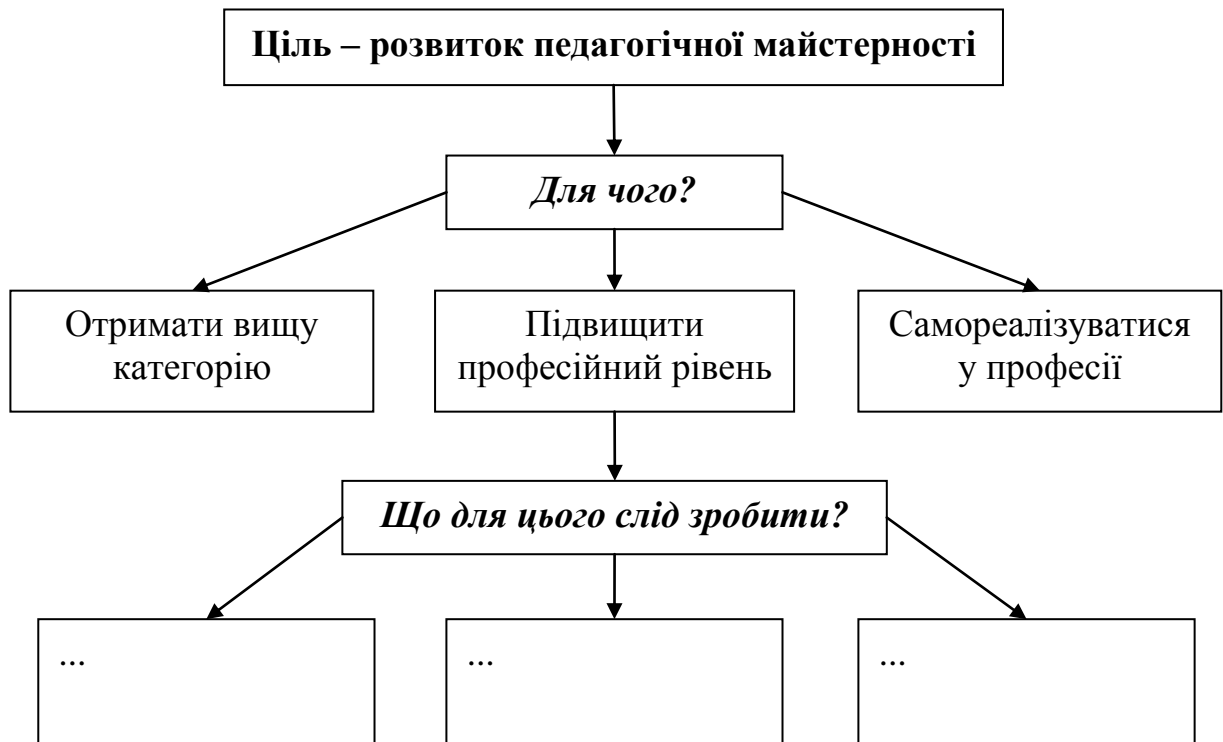 Ціль – розвиток педагогічної майстерності
Для чого?
Отримати вищу
категорію
Підвищити
професійний рівень
Самореалізуватися
у професії
Що для цього слід зробити?
...
...
...